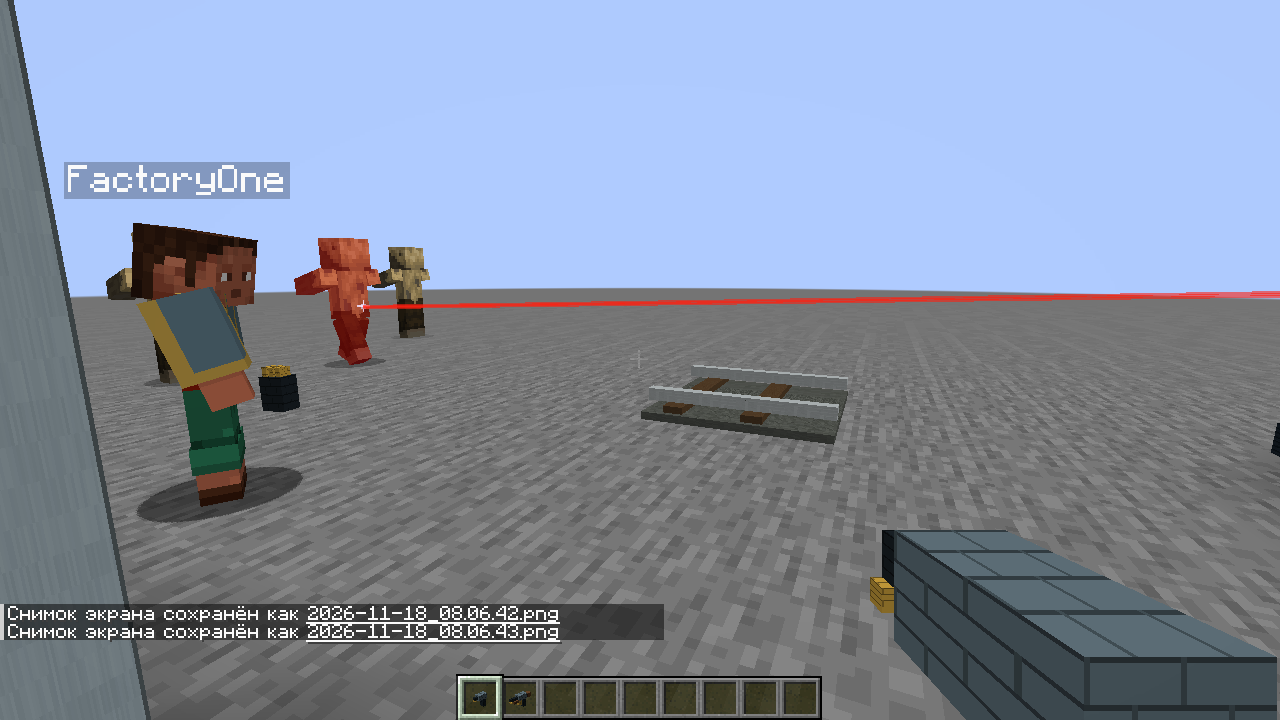 FactoryOne
Снимок экрана сохранён как 2026-11-18_08.06.42.png
Снимок экрана сохранён как 2026-11-18_08.06.43.png